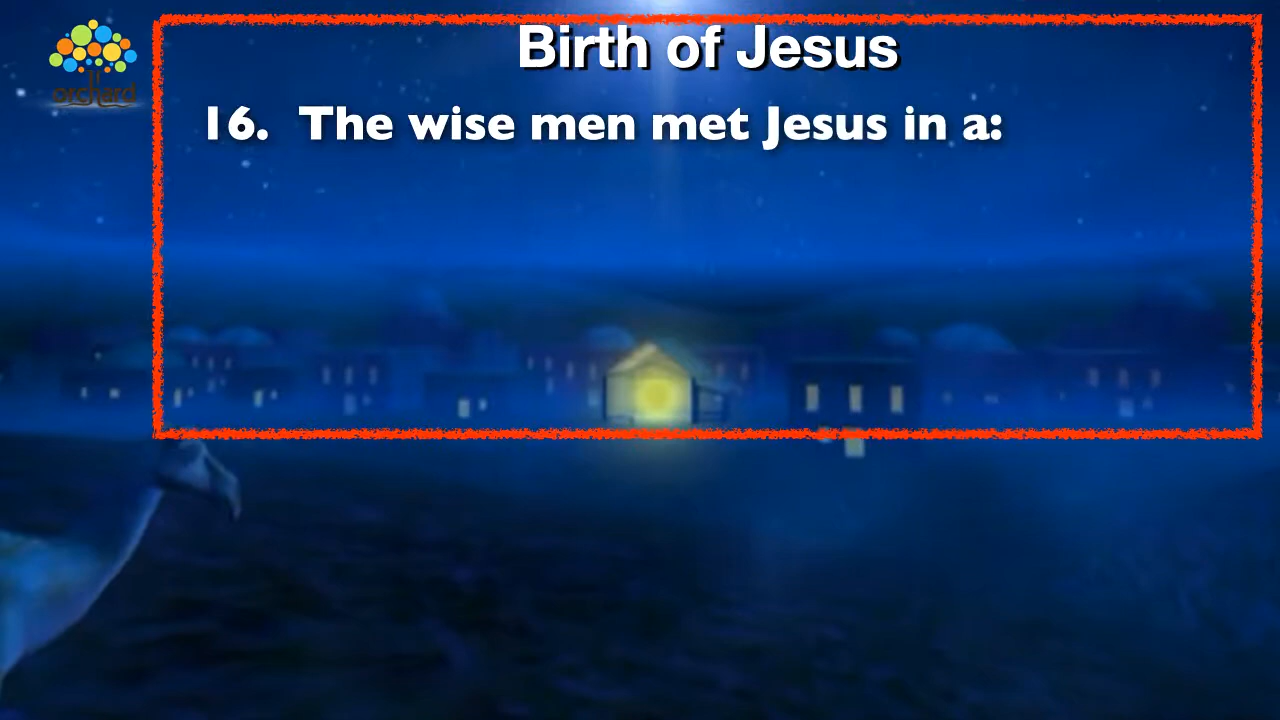 orchard
Birth of Jesus
16. The wise men met Jesus in a: